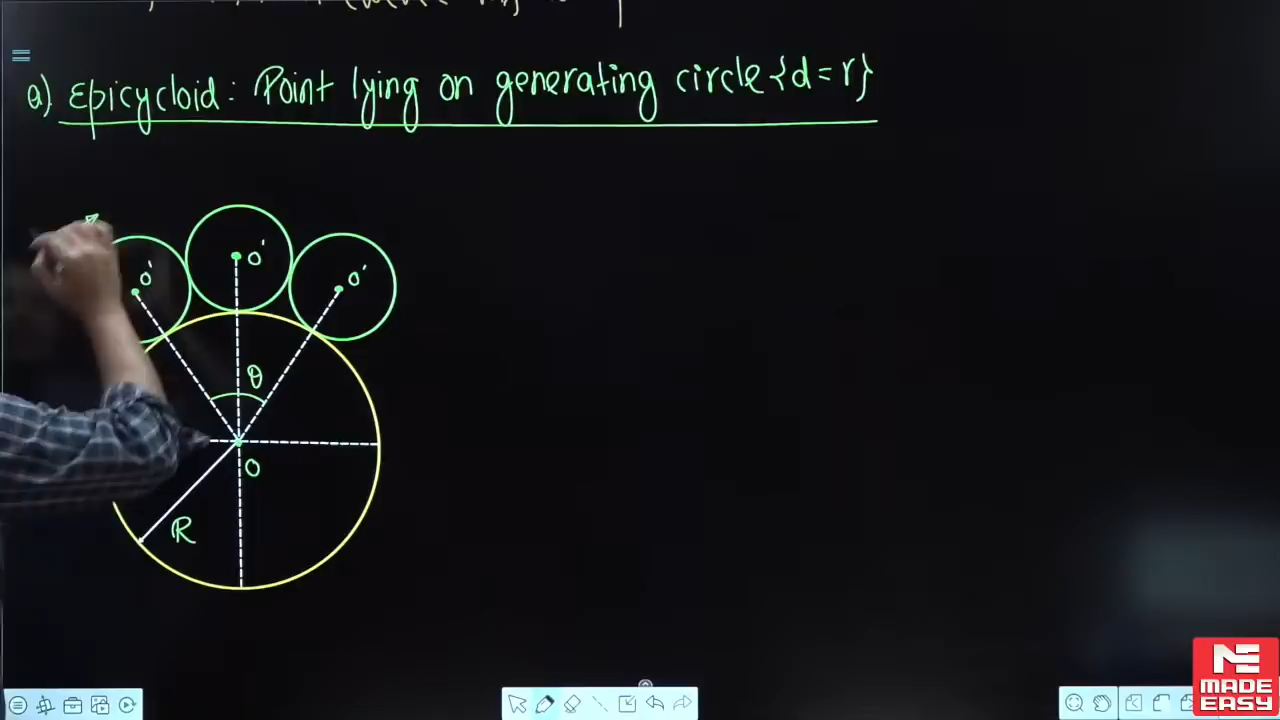 a) Epicycloid: Point lying on generating circle {d = r}
O'
O'
O'
θ
O
R
MADE EASY